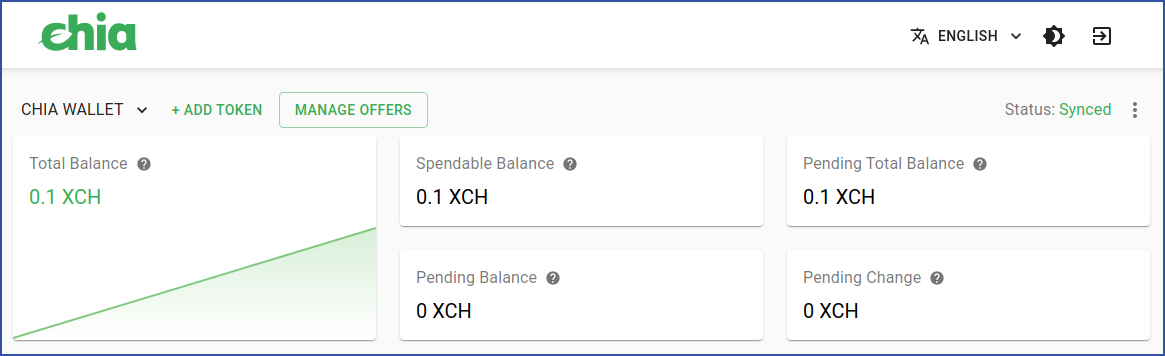 chia
ENGLISH
CHIA WALLET
+ ADD TOKEN
MANAGE OFFERS
Status: Synced
Total Balance
0.1 XCH
Spendable Balance
0.1 XCH
Pending Total Balance
0.1 XCH
Pending Balance
0 XCH
Pending Change
0 XCH